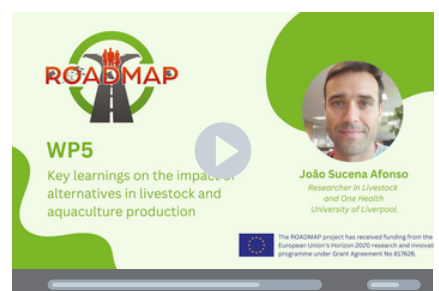 ROADMAP
WP5
Key learnings on the impact of
alternatives in livestock and
aquaculture production
João Sucena Afonso
Researcher in Livestock
and One Health
University of Liverpool
The ROADMAP project has received funding from the
European Union's Horizon 2020 research and innovat
programme under Grant Agreement No 817626.